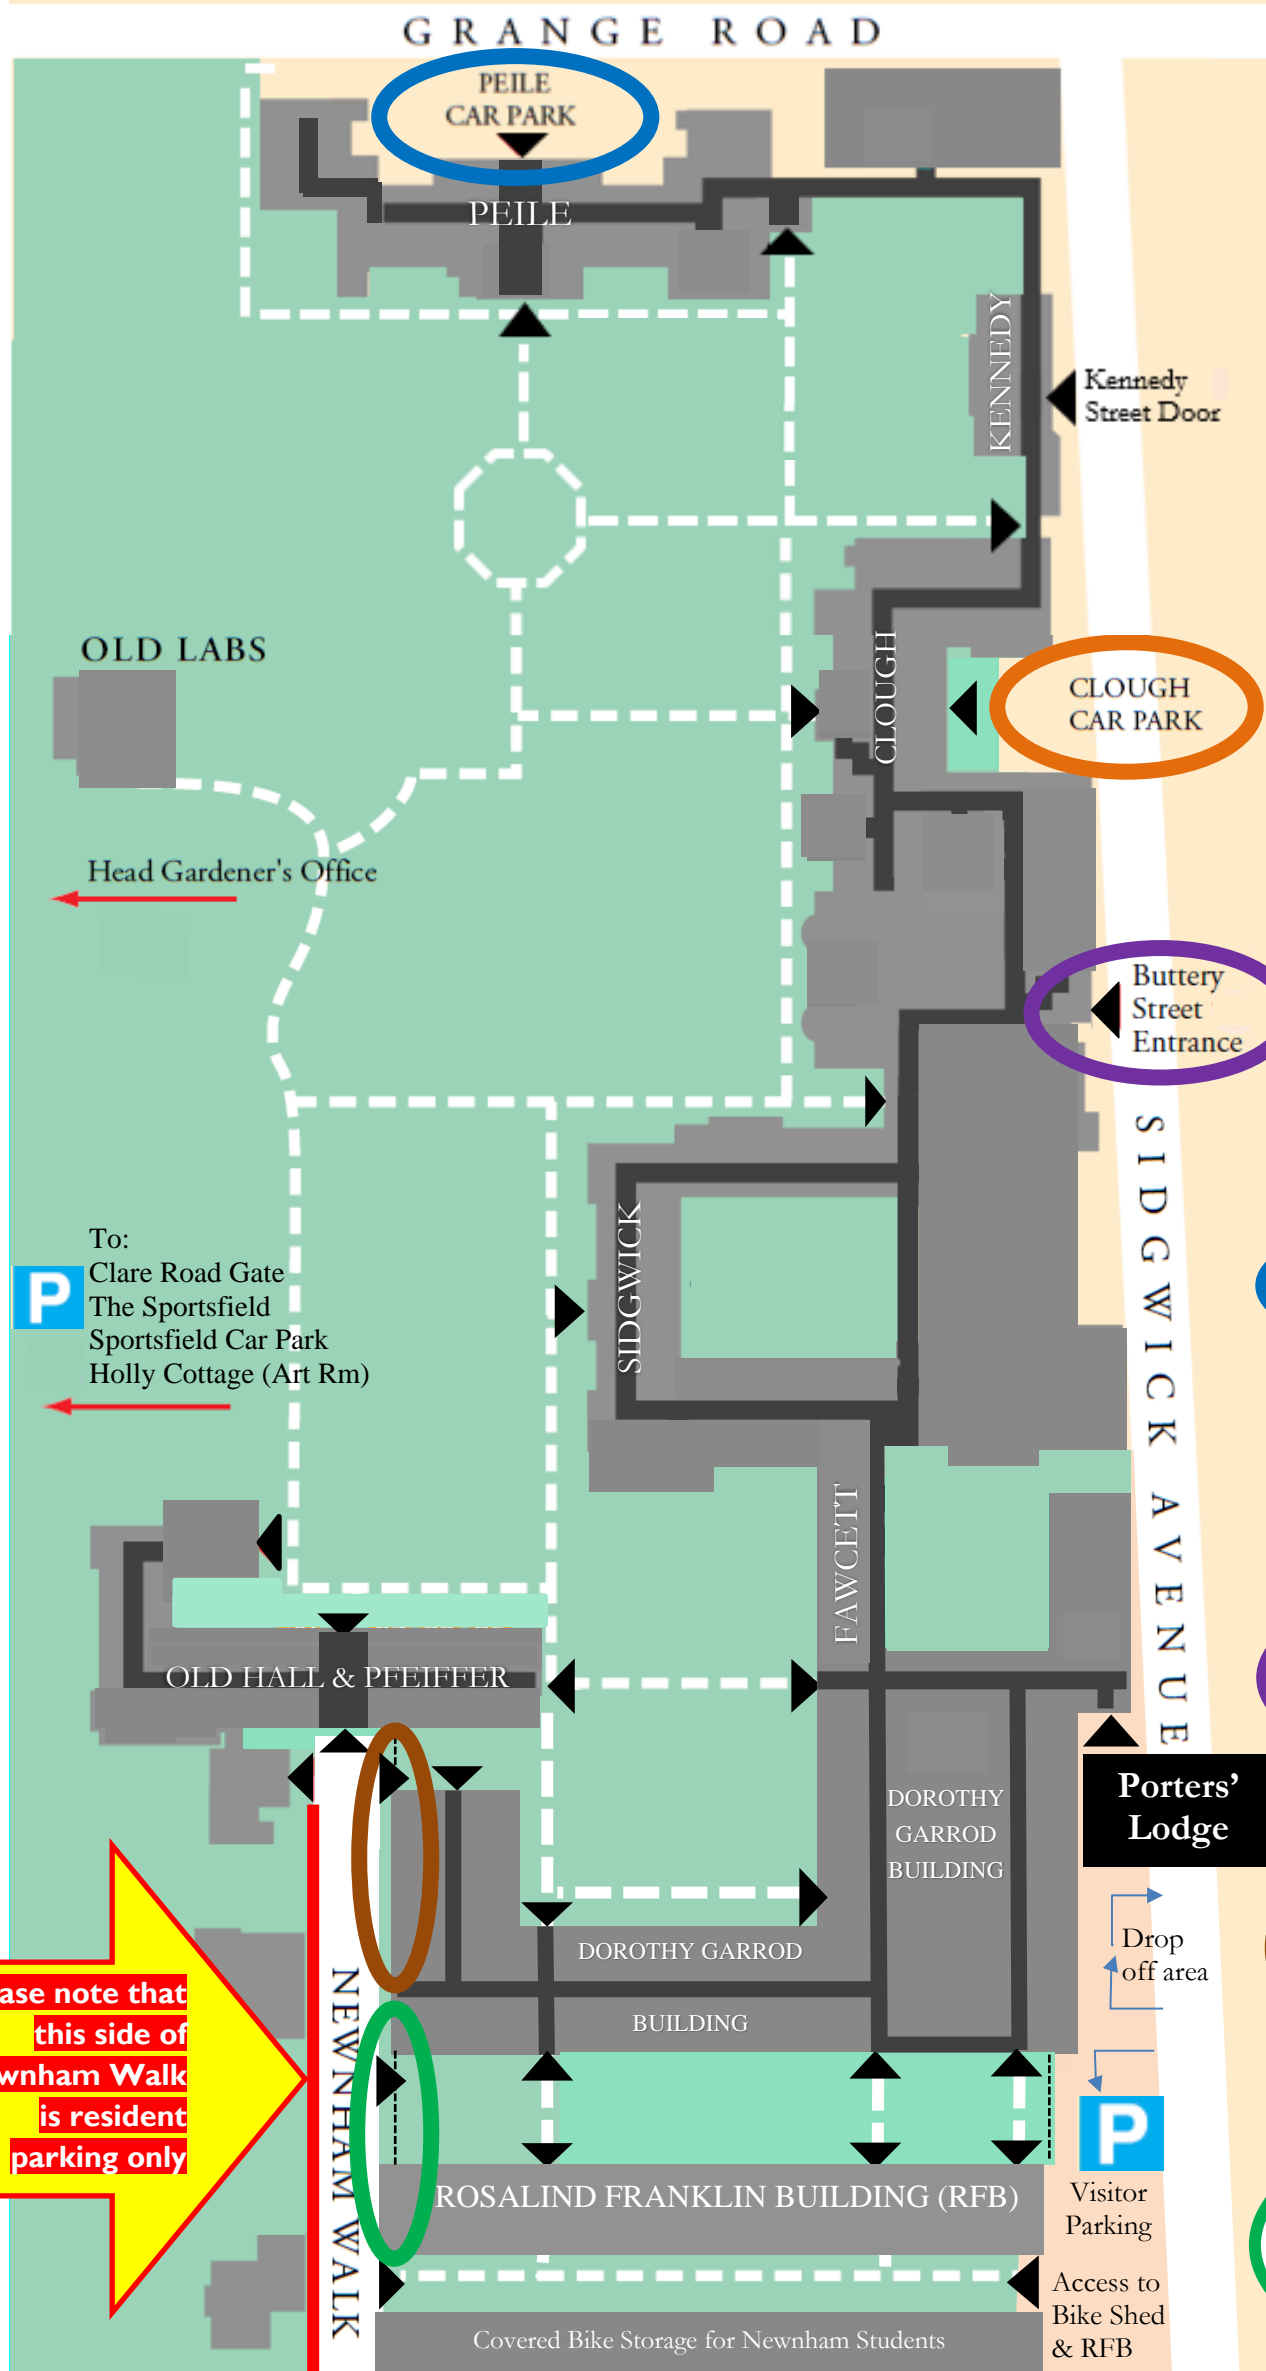 GRANGE ROAD
PEILE
CAR PARK
PEILE
KENNEDY
Kennedy
Street Door
OLD LABS
CLOUGH
CLOUGH
CAR PARK
Head Gardener's Office
Buttery
Street
Entrance
SIDGWICK AVENUE
To:
Clare Road Gate
The Sportsfield
Sportsfield Car Park
Holly Cottage (Art Rm)
P
SIDGWICK
FAWCETT
OLD HALL & PFEIFFER
Porters’
Lodge
DOROTHY
GARROD
BUILDING
Drop
off area
DOROTHY GARROD
BUILDING
ase note that
this side of
wnham Walk
is resident
parking only
NEWNHAM WALK
P
Visitor
Parking
ROSALIND FRANKLIN BUILDING (RFB)
Access to
Bike Shed
& RFB
Covered Bike Storage for Newnham Students